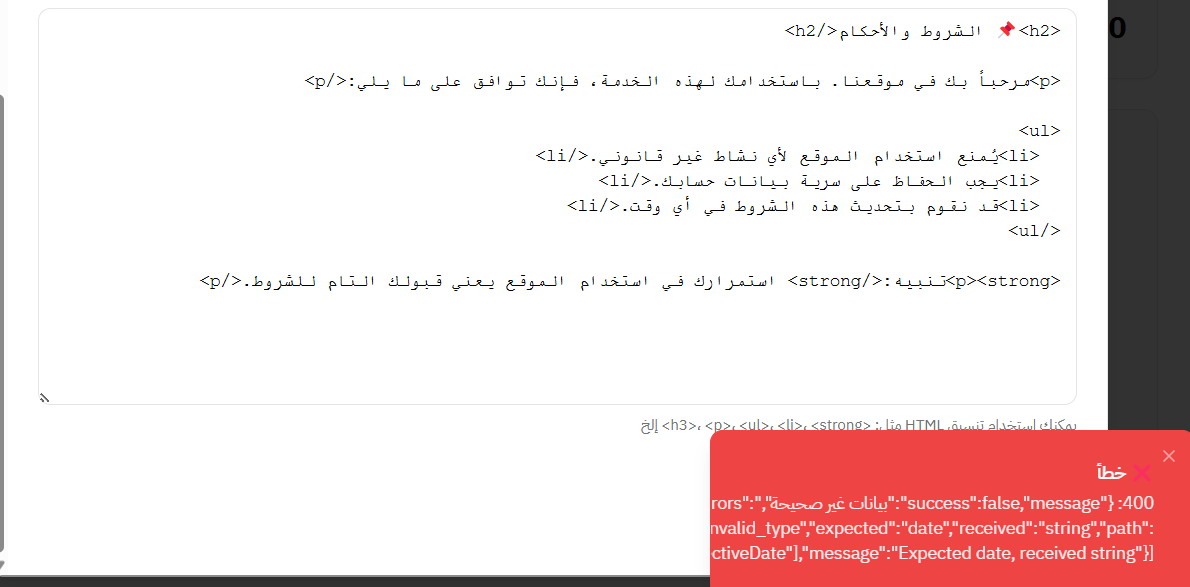 <h2>📌 الشروط والأحكام</h2>
<p>مرحباً بك في موقعنا. باستخدامك لهذه الخدمة، فإنك توافق على ما يلي:</p>
<ul>
<li>يُمنع استخدام الموقع لأي نشاط غير قانوني.</li>
<li>يجب الحفاظ على سرية بيانات حسابك.</li>
<li>قد نقوم بتحديث هذه الشروط في أي وقت.</li>
</ul>
<p><strong>تنبيه:</strong> استمرارك في استخدام الموقع يعني قبولك التام للشروط.</p>
يمكنك استخدام تنسيق HTML مثل: <h3>، <p>، <ul>، <li>، <strong> إلخ
0
❌ خطأ
400: {"success":false,"message":"بيانات غير صحيحة","rors":
nvalid_type","expected":"date","received":"string","path":
ctiveDate"],"message":"Expected date, received string"}]